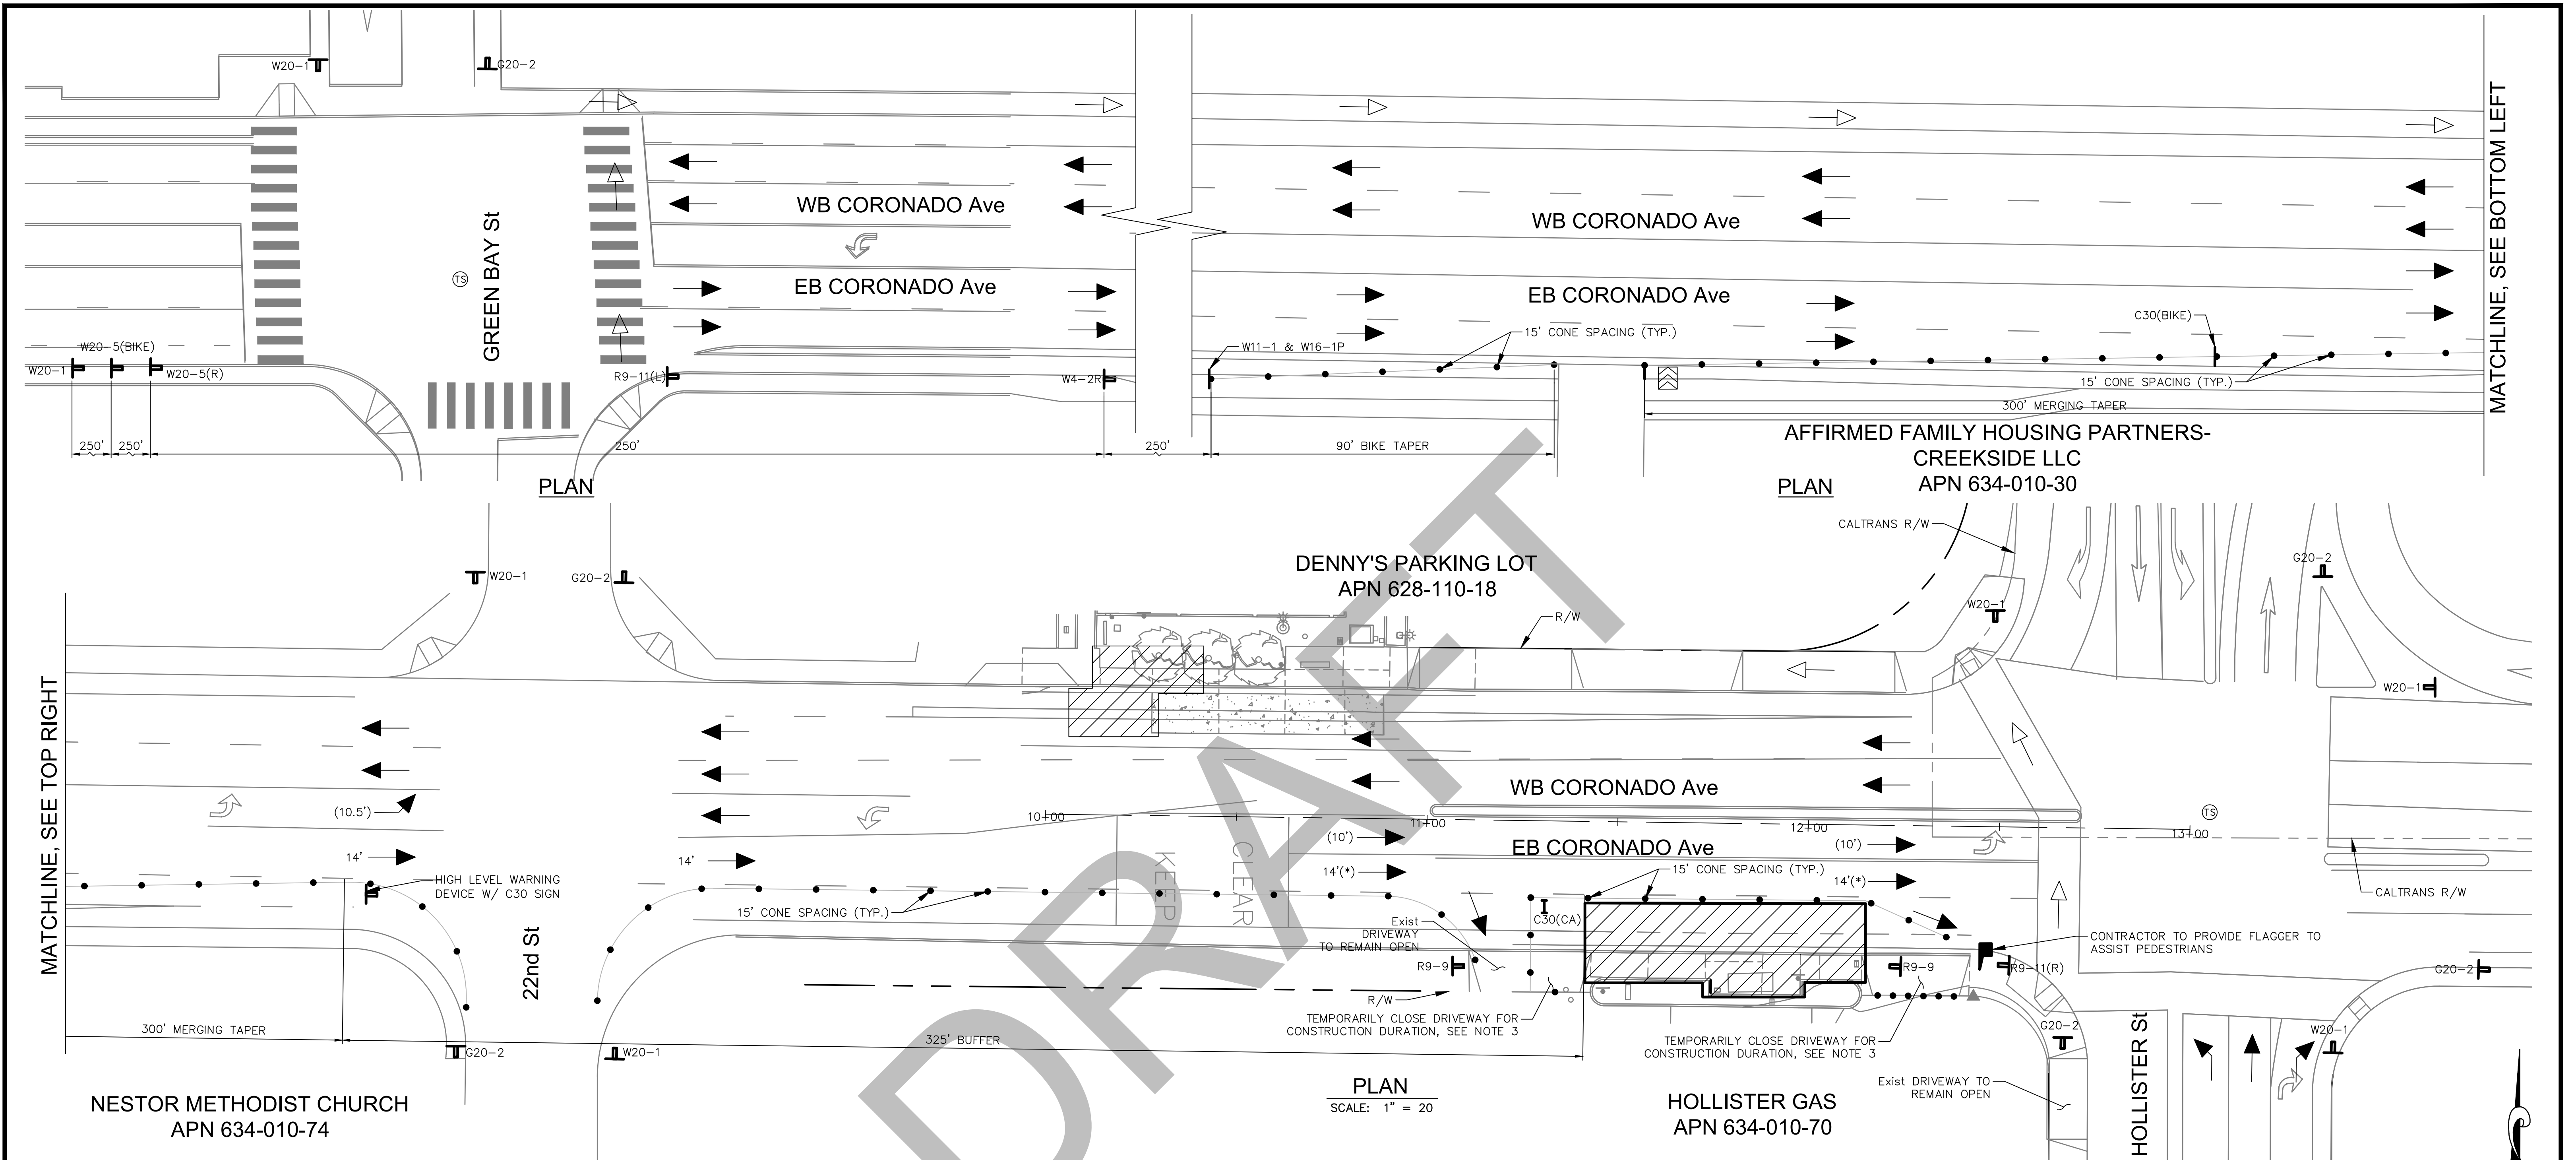 W20-1
G20-2
WB CORONADO Ave
WB CORONADO Ave
GREEN BAY St
TS
EB CORONADO Ave
EB CORONADO Ave
MATCHLINE, SEE BOTTOM LEFT
C30(BIKE)
15' CONE SPACING (TYP.)
W11-1 & W16-1P
W20-5(BIKE)
W20-1
W20-5(R)
R9-11(L)
W4-2R
15' CONE SPACING (TYP.)
300' MERGING TAPER
250'
250'
250'
250'
90' BIKE TAPER
AFFIRMED FAMILY HOUSING PARTNERS-
CREEKSIDE LLC
APN 634-010-30
PLAN
PLAN
CALTRANS R/W
DENNY'S PARKING LOT
APN 628-110-18
W20-1
G20-2
G20-2
W20-1
R/W
W20-1
MATCHLINE, SEE TOP RIGHT
WB CORONADO Ave
(10.5')
10+00
11+00
12+00
13+00
TS
(10')
(10')
EB CORONADO Ave
14'
14'
14'(*)
14'(*)
15' CONE SPACING (TYP.)
KEEP
CLEAR
HIGH LEVEL WARNING
DEVICE W/ C30 SIGN
CALTRANS R/W
15' CONE SPACING (TYP.)
C30(CA)
Exist
DRIVEWAY
TO REMAIN OPEN
22nd St
CONTRACTOR TO PROVIDE FLAGGER TO
ASSIST PEDESTRIANS
R9-9
R9-9
R9-11(R)
G20-2
R/W
TEMPORARILY CLOSE DRIVEWAY FOR
CONSTRUCTION DURATION, SEE NOTE 3
300' MERGING TAPER
325' BUFFER
G20-2
W20-1
TEMPORARILY CLOSE DRIVEWAY FOR
CONSTRUCTION DURATION, SEE NOTE 3
G20-2
W20-1
HOLLISTER St
PLAN
SCALE: 1" = 20
Exist DRIVEWAY TO
REMAIN OPEN
NESTOR METHODIST CHURCH
APN 634-010-74
HOLLISTER GAS
APN 634-010-70
DRAFT